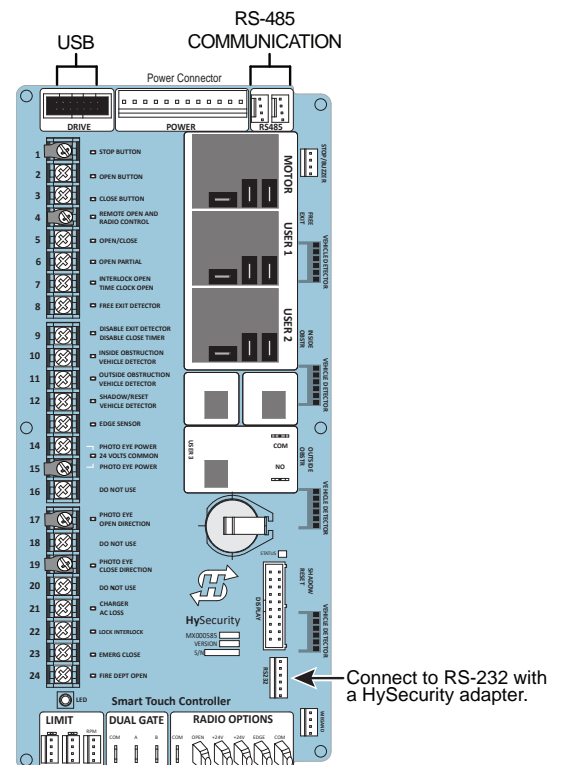 RS-485
COMMUNICATION
USB
Power Connector
DRIVE
POWER
RS485
1 STOP BUTTON
2 OPEN BUTTON
3 CLOSE BUTTON
4 REMOTE OPEN AND
RADIO CONTROL
5 OPEN/CLOSE
6 OPEN PARTIAL
7 INTERLOCK OPEN
TIME CLOCK OPEN
8 FREE EXIT DETECTOR
9 DISABLE EXIT DETECTOR
DISABLE CLOSE TIMER
10 INSIDE OBSTRUCTION
VEHICLE DETECTOR
11 OUTSIDE OBSTRUCTION
VEHICLE DETECTOR
12 SHADOW/RESET
VEHICLE DETECTOR
EDGE SENSOR
14 PHOTO EYE POWER
24 VOLTS COMMON
15 PHOTO EYE POWER
16 DO NOT USE
17 PHOTO EYE
OPEN DIRECTION
18 DO NOT USE
19 PHOTO EYE
CLOSE DIRECTION
20 DO NOT USE
21 CHARGER
AC LOSS
22 LOCK INTERLOCK
23 EMERG CLOSE
24 FIRE DEPT OPEN
LED
MOTOR
USER 1
USER 2
USER 3
COM
NO
STOP/BUZZER
FREE
EXIT
VEHICLE DETECTOR
INSIDE
OBSTR
VEHICLE DETECTOR
OUTSIDE
OBSTR
VEHICLE DETECTOR
SHADOW
RESET
VEHICLE DETECTOR
STATUS
DISPLAY
HySecurity
MX000585
VERSION
S/N
RS232
Connect to RS-232 with
a HySecurity adapter.
WIEGAND
Smart Touch Controller
LIMIT
RPM
DUAL GATE
COM A B
RADIO OPTIONS
COM OPEN +24V +24V EDGE COM